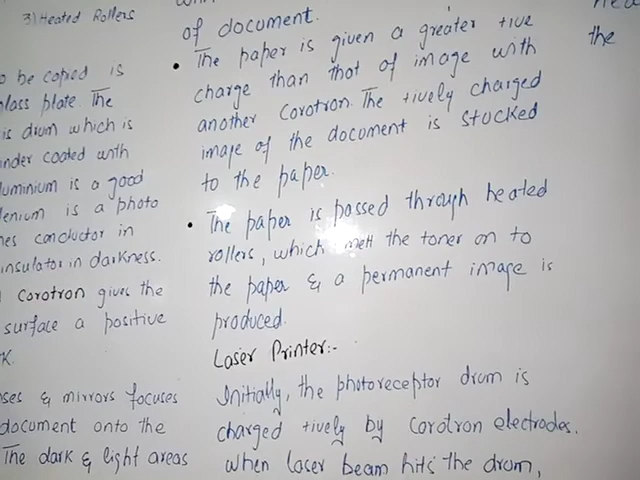 3) Heated Rollers
o be copied is
lass plate. The
is drum which is
inder coated with
luminium is a good
lenium is a photo
nes conductor in
insulator in darkness.
corotron gives the
surface a positive
K.
ses & mirrors focuses
document onto the
The dark & light areas
of document.
• The paper is given a greater +ive
charge than that of image with
another Corotron. The +ively charged
image of the document is stucked
to the paper.
• The paper is passed through heated
rollers, which melt the toner on to
the paper & a permanent image is
produced.
Laser Printer:-
Initially, the photoreceptor drum is
charged +ively by Corotron electrodes.
when laser beam hits the drum,
the